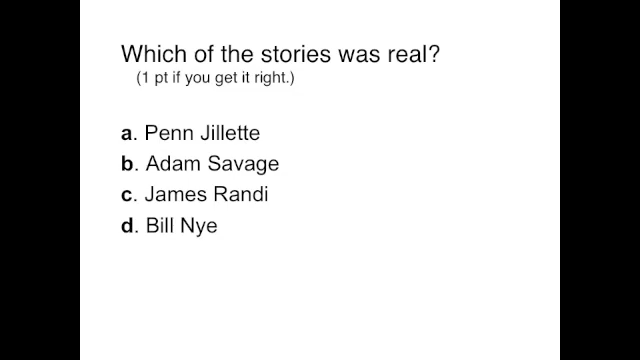 Which of the stories was real?
(1 pt if you get it right.)
a. Penn Jillette
b. Adam Savage
c. James Randi
d. Bill Nye